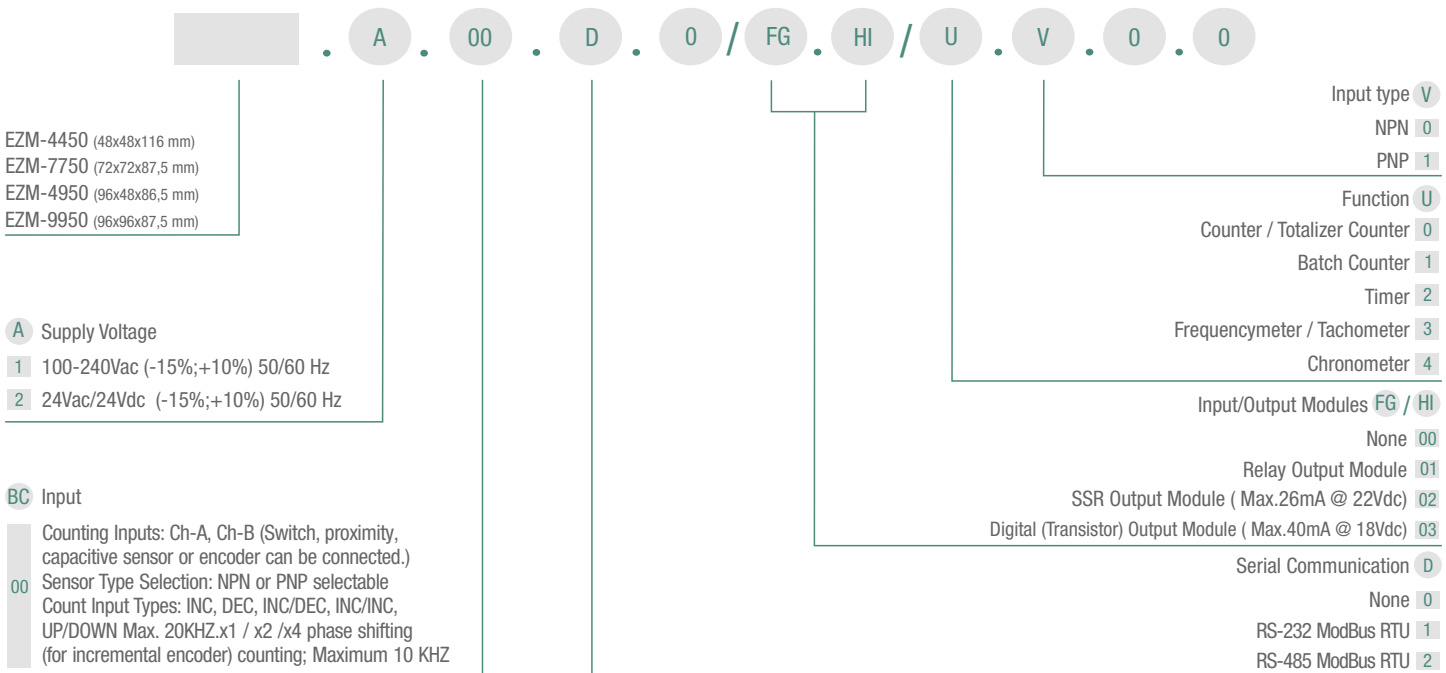 . A . 00 . D . 0 / FG . HI / U . V . 0 . 0
EZM-4450 (48x48x116 mm)
EZM-7750 (72x72x87,5 mm)
EZM-4950 (96x48x86,5 mm)
EZM-9950 (96x96x87,5 mm)
A Supply Voltage
1 100-240Vac (-15%;+10%) 50/60 Hz
2 24Vac/24Vdc (-15%;+10%) 50/60 Hz
BC Input
Counting Inputs: Ch-A, Ch-B (Switch, proximity,
capacitive sensor or encoder can be connected.)
00 Sensor Type Selection: NPN or PNP selectable
Count Input Types: INC, DEC, INC/DEC, INC/INC,
UP/DOWN Max. 20KHZ.x1 / x2 /x4 phase shifting
(for incremental encoder) counting; Maximum 10 KHZ
Input type V
NPN 0
PNP 1
Function U
Counter / Totalizer Counter 0
Batch Counter 1
Timer 2
Frequencymeter / Tachometer 3
Chronometer 4
Input/Output Modules FG / HI
None 00
Relay Output Module 01
SSR Output Module ( Max.26mA @ 22Vdc) 02
Digital (Transistor) Output Module ( Max.40mA @ 18Vdc) 03
Serial Communication D
None 0
RS-232 ModBus RTU 1
RS-485 ModBus RTU 2